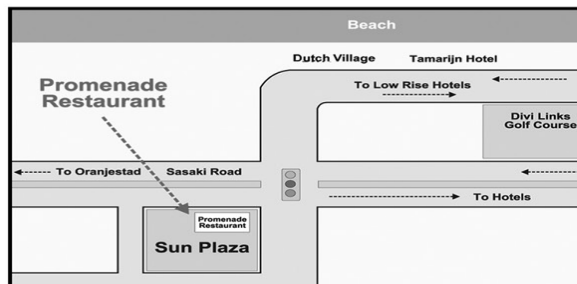 Beach
Dutch Village
Tamarijn Hotel
Promenade
Restaurant
To Low Rise Hotels
Divi Links
Golf Course
To Oranjestad
Sasaki Road
To Hotels
Promenade
Restaurant
Sun Plaza